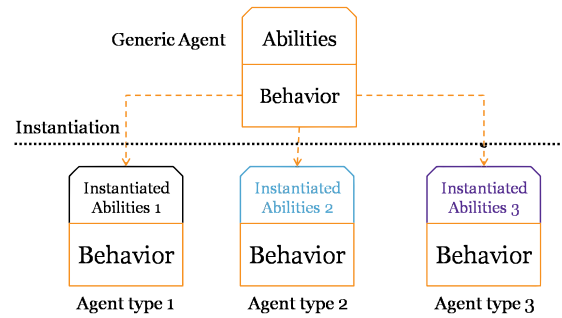 Generic Agent
Abilities
Behavior
Instantiation
Instantiated
Abilities 1
Instantiated
Abilities 2
Instantiated
Abilities 3
Behavior
Behavior
Behavior
Agent type 1
Agent type 2
Agent type 3